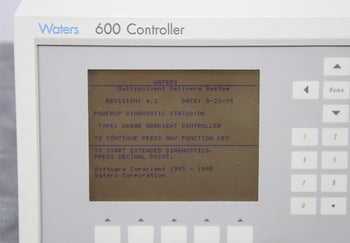 Waters 600 Controller
WATERS
Multisolvent Delivery System
REVISION: 4.2 DATE: 9-22-95
POWERUP DIAGNOSTIC STATUS=OK
TYPE: W600E GRADIENT CONTROLLER
TO CONTINUE PRESS ANY FUNCTION KEY
TO START EXTENDED DIAGNOSTICS,
PRESS DECIMAL POINT.
Software Copyright 1993 - 1995
Waters Corporation
Home
1
4 5
7 8
0 •